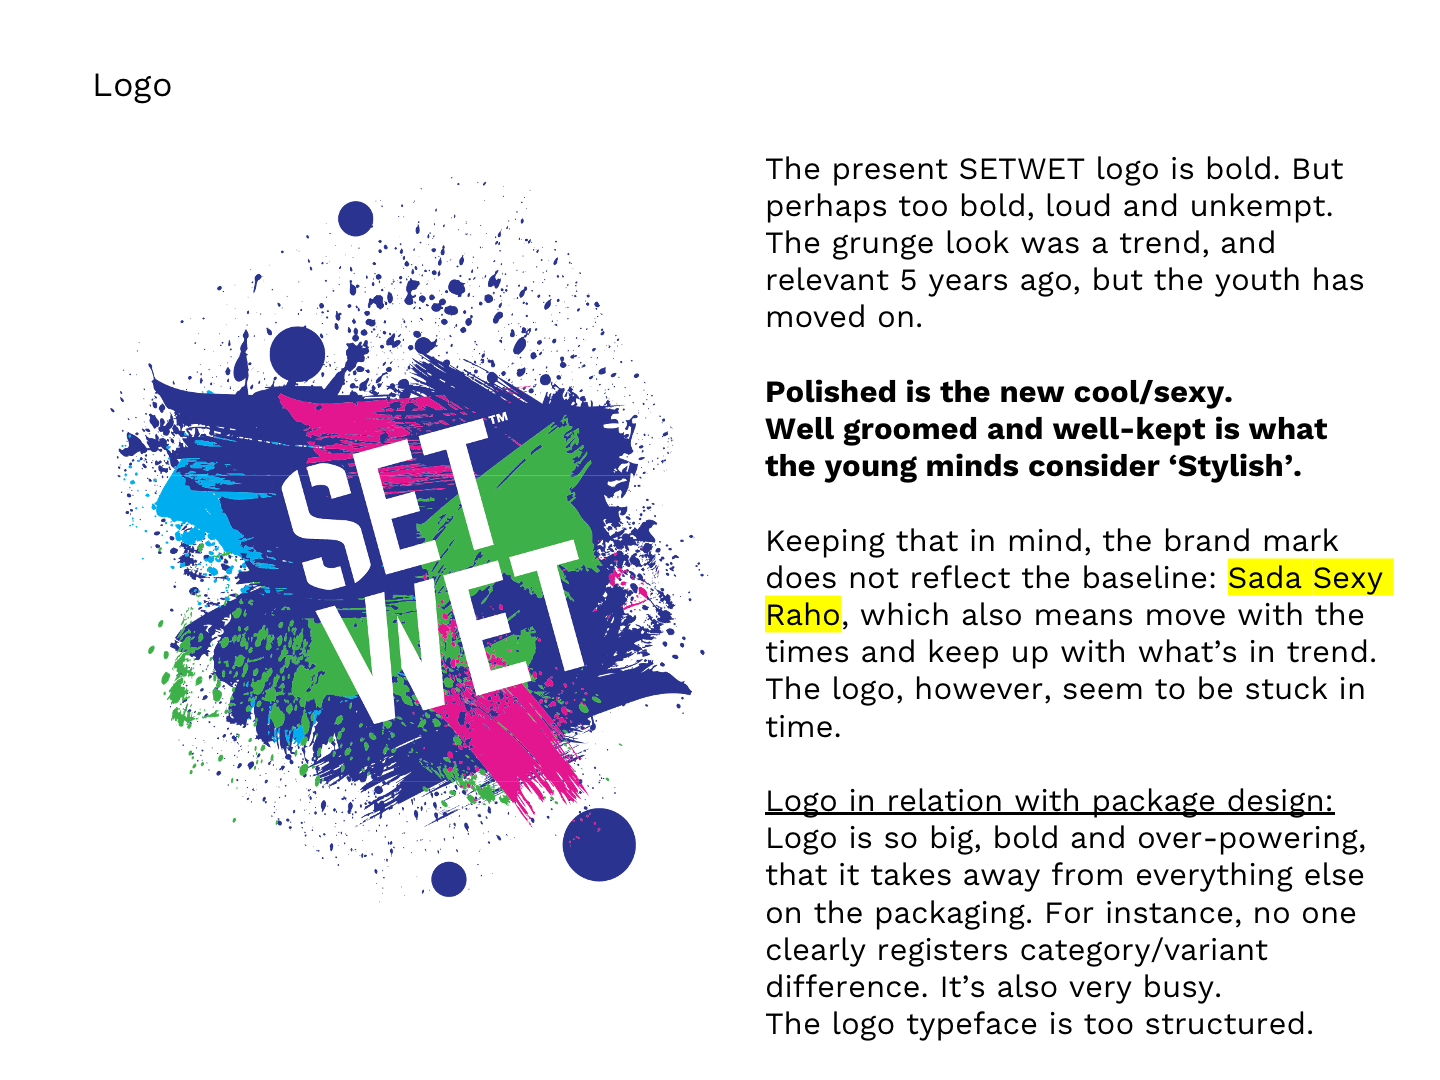 Logo
SET™
WET
The present SETWET logo is bold. But
perhaps too bold, loud and unkempt.
The grunge look was a trend, and
relevant 5 years ago, but the youth has
moved on.
Polished is the new cool/sexy.
Well groomed and well-kept is what
the young minds consider ‘Stylish’.
Keeping that in mind, the brand mark
does not reflect the baseline: Sada Sexy
Raho, which also means move with the
times and keep up with what’s in trend.
The logo, however, seem to be stuck in
time.
Logo in relation with package design:
Logo is so big, bold and over-powering,
that it takes away from everything else
on the packaging. For instance, no one
clearly registers category/variant
difference. It’s also very busy.
The logo typeface is too structured.